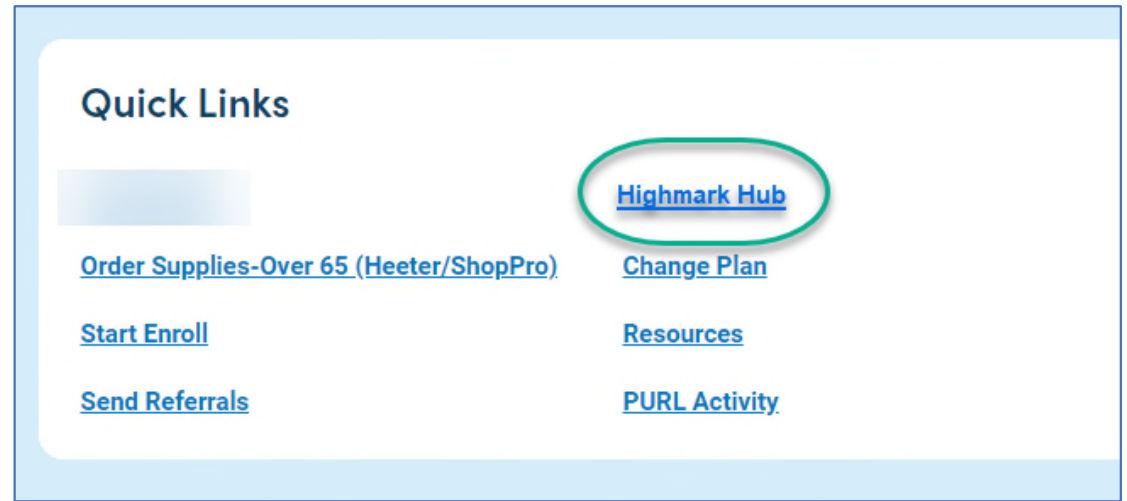 Quick Links
Highmark Hub
Order Supplies-Over 65 (Heeter/ShopPro)
Change Plan
Start Enroll
Resources
Send Referrals
PURL Activity